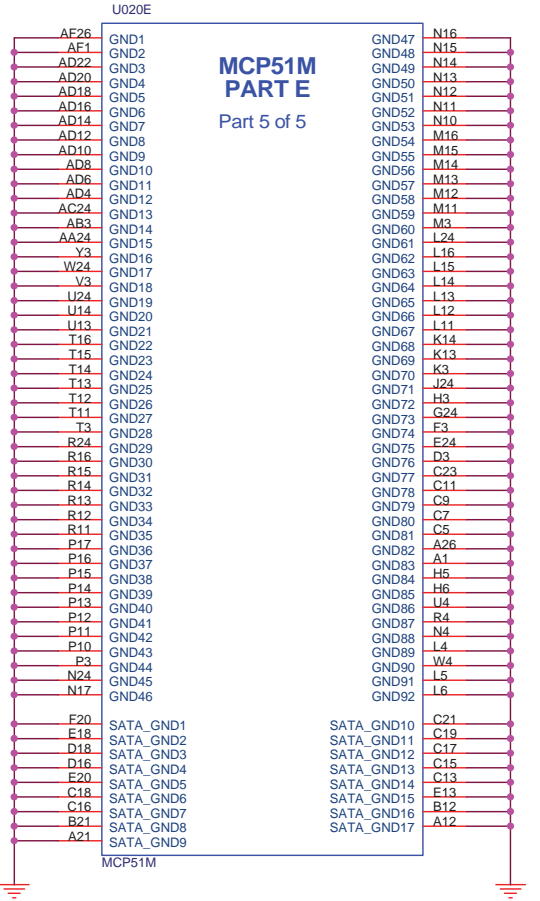 U020E
MCP51M
PART E
Part 5 of 5
AF26 GND1
AF1 GND2
AD22 GND3
AD20 GND4
AD18 GND5
AD16 GND6
AD14 GND7
AD12 GND8
AD10 GND9
AD8 GND10
AD6 GND11
AD4 GND12
AC24 GND13
AB3 GND14
AA24 GND15
Y3 GND16
W24 GND17
V3 GND18
U24 GND19
U14 GND20
U13 GND21
T16 GND22
T15 GND23
T14 GND24
T13 GND25
T12 GND26
T11 GND27
T3 GND28
R24 GND29
R16 GND30
R15 GND31
R14 GND32
R13 GND33
R12 GND34
R11 GND35
P17 GND36
P16 GND37
P15 GND38
P14 GND39
P13 GND40
P12 GND41
P11 GND42
P10 GND43
P3 GND44
N24 GND45
N17 GND46
F20 SATA_GND1
E18 SATA_GND2
D18 SATA_GND3
D16 SATA_GND4
E20 SATA_GND5
C18 SATA_GND6
C16 SATA_GND7
B21 SATA_GND8
A21 SATA_GND9
GND47 N16
GND48 N15
GND49 N14
GND50 N13
GND51 N12
GND52 N11
GND53 N10
GND54 M16
GND55 M15
GND56 M14
GND57 M13
GND58 M12
GND59 M11
GND60 M3
GND61 L24
GND62 L16
GND63 L15
GND64 L14
GND65 L13
GND66 L12
GND67 L11
GND68 K14
GND69 K13
GND70 K3
GND71 J24
GND72 H3
GND73 G24
GND74 F3
GND75 E24
GND76 D3
GND77 C23
GND78 C11
GND79 C9
GND80 C7
GND81 C5
GND82 A26
GND83 A1
GND84 H5
GND85 H6
GND86 U4
GND87 R4
GND88 N4
GND89 L4
GND90 W4
GND91 L5
GND92 L6
SATA_GND10 C21
SATA_GND11 C19
SATA_GND12 C17
SATA_GND13 C15
SATA_GND14 C13
SATA_GND15 E13
SATA_GND16 B12
SATA_GND17 A12
MCP51M